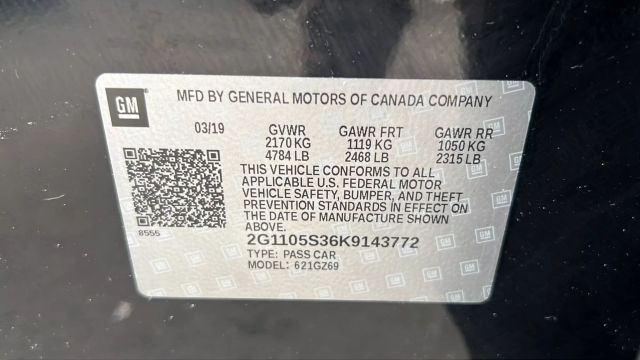 GM
MFD BY GENERAL MOTORS OF CANADA COMPANY
03/19 GVWR GAWR FRT GAWR RR
2170 KG 1119 KG 1050 KG
4784 LB 2468 LB 2315 LB
THIS VEHICLE CONFORMS TO ALL
APPLICABLE U.S. FEDERAL MOTOR
VEHICLE SAFETY, BUMPER, AND THEFT
PREVENTION STANDARDS IN EFFECT
ON THE DATE OF MANUFACTURE SHOWN
ABOVE.
8555
2G1105S36K9143772
TYPE: PASS CAR
MODEL: 621GZ69